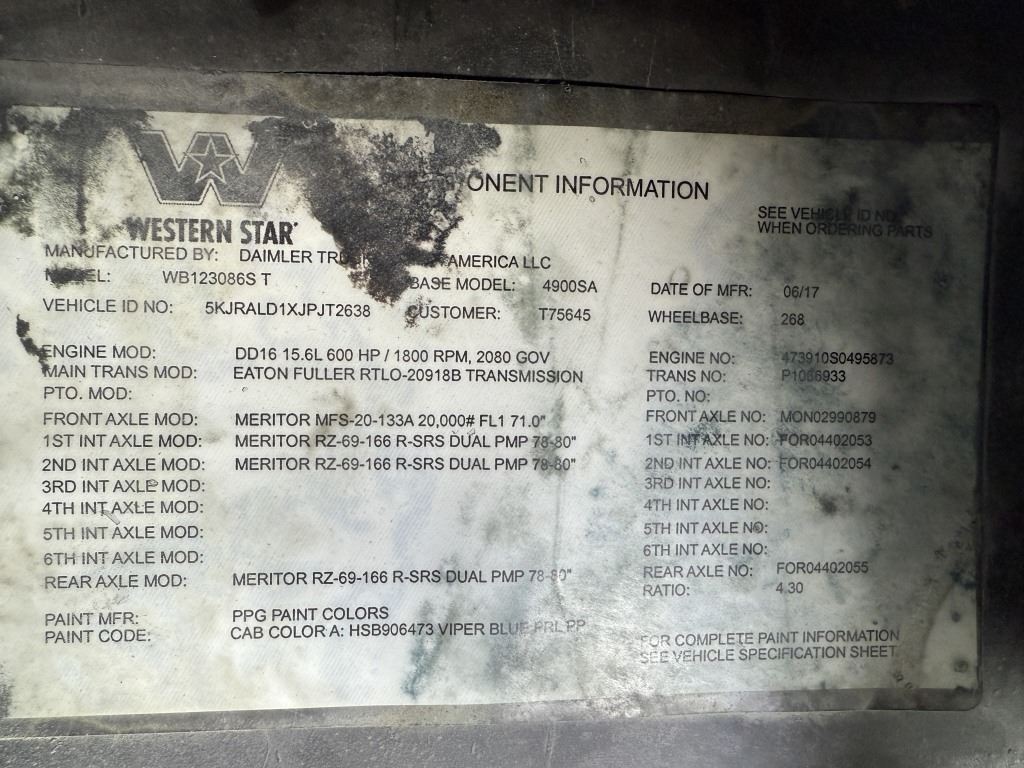 ONENT INFORMATION
SEE VEHICLE ID NO.
WHEN ORDERING PARTS
WESTERN STAR
MANUFACTURED BY: DAIMLER AMERICA LLC
MODEL: WB123086S T BASE MODEL: 4900SA DATE OF MFR: 06/17
VEHICLE ID NO: 5KJRALD1XJPJT2638 CUSTOMER: T75645 WHEELBASE: 268
ENGINE MOD: DD16 15.6L 600 HP / 1800 RPM, 2080 GOV ENGINE NO: 473910S0495873
MAIN TRANS MOD: EATON FULLER RTLO-20918B TRANSMISSION TRANS NO:
PTO. MOD: PTO. NO:
FRONT AXLE MOD: MERITOR MFS-20-133A 20,000# FL1 71.0" FRONT AXLE NO: MON02990879
1ST INT AXLE MOD: MERITOR RZ-69-166 R-SRS DUAL PMP 78-80" 1ST INT AXLE NO: FOR04402053
2ND INT AXLE MOD: MERITOR RZ-69-166 R-SRS DUAL PMP 78-80" 2ND INT AXLE NO: FOR04402054
3RD INT AXLE MOD: 3RD INT AXLE NO:
4TH INT AXLE MOD: 4TH INT AXLE NO:
5TH INT AXLE MOD: 5TH INT AXLE NO:
6TH INT AXLE MOD: 6TH INT AXLE NO:
REAR AXLE MOD: MERITOR RZ-69-166 R-SRS DUAL PMP 78-80" REAR AXLE NO: FOR04402055
RATIO: 4.30
PAINT MFR: PPG PAINT COLORS
PAINT CODE: CAB COLOR A: HSB906473 VIPER BLUE PRL PP
FOR COMPLETE PAINT INFORMATION
SEE VEHICLE SPECIFICATION SHEET